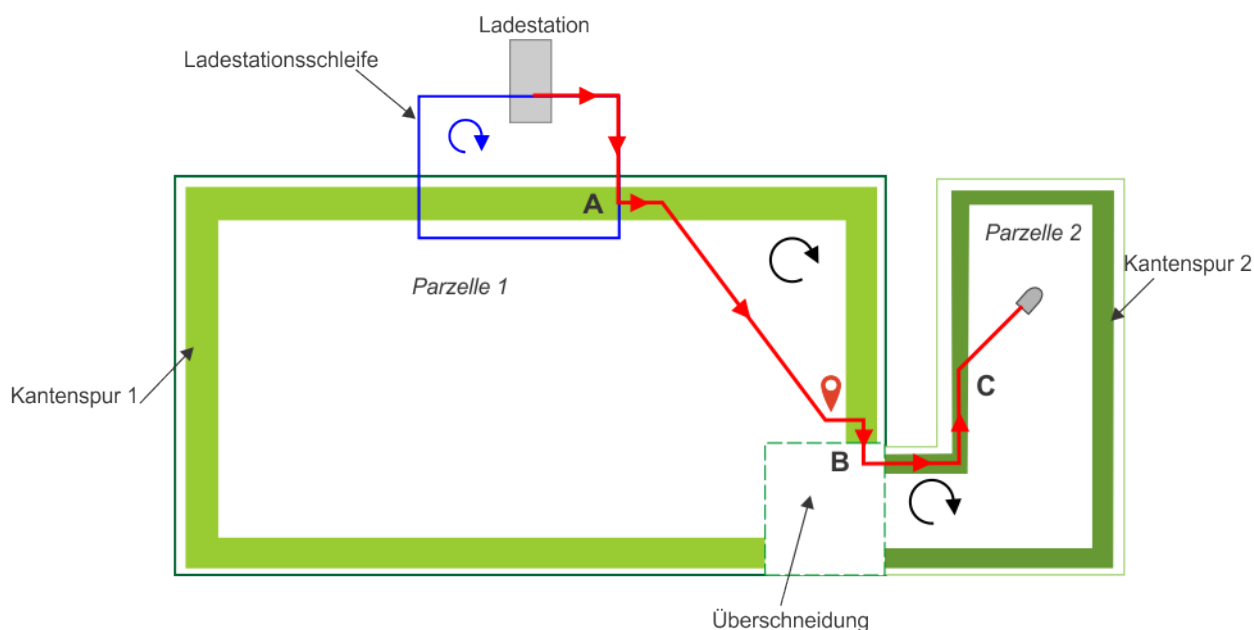 Ladestation
Ladestationsschleife
A
Parzelle 2
Parzelle 1
Kantenspur 2
Kantenspur 1
C
B
Überschneidung